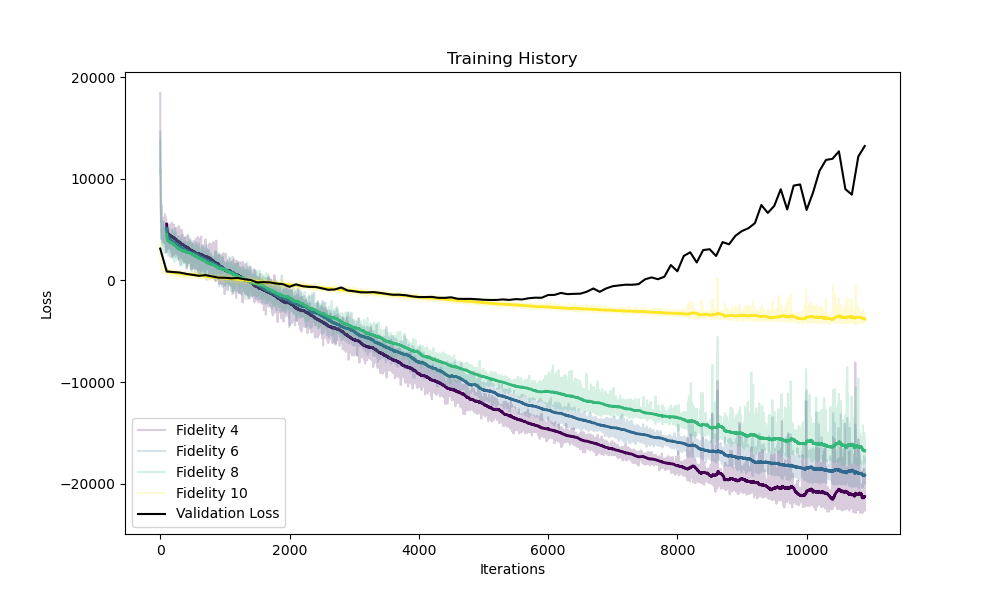 Training History
20000
10000
0
−10000
−20000
Loss
Fidelity 4
Fidelity 6
Fidelity 8
Fidelity 10
Validation Loss
0 2000 4000 6000 8000 10000
Iterations